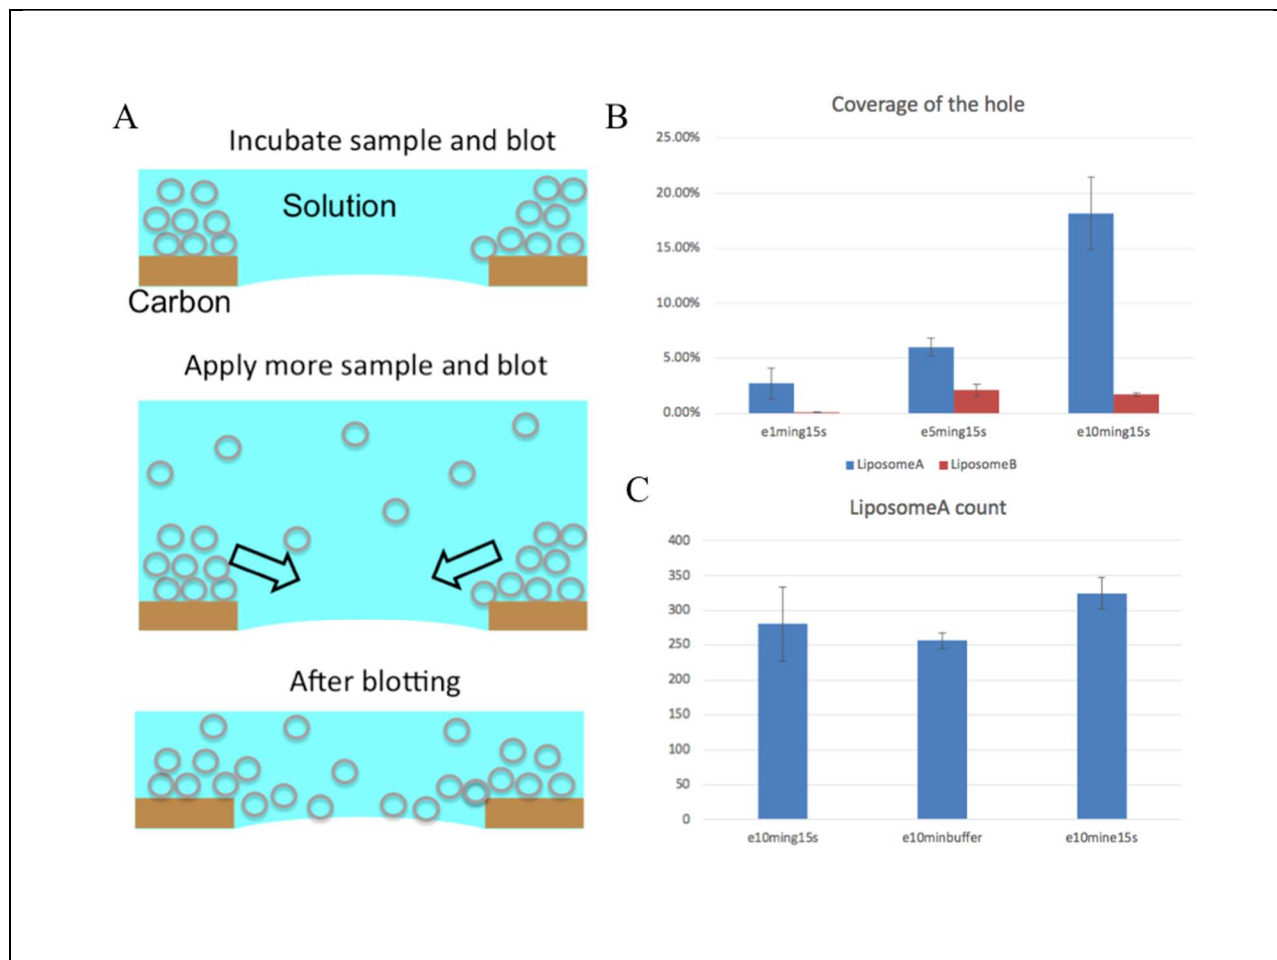 A
Incubate sample and blot
Solution
Carbon
Apply more sample and blot
After blotting
B
Coverage of the hole
25.00%
20.00%
15.00%
10.00%
5.00%
0.00%
e1ming15s e5ming15s e10ming15s
LiposomeA LiposomeB
C
LiposomeA count
400
350
300
250
200
150
100
50
0
e10ming15s e10minbuffer e10mine15s